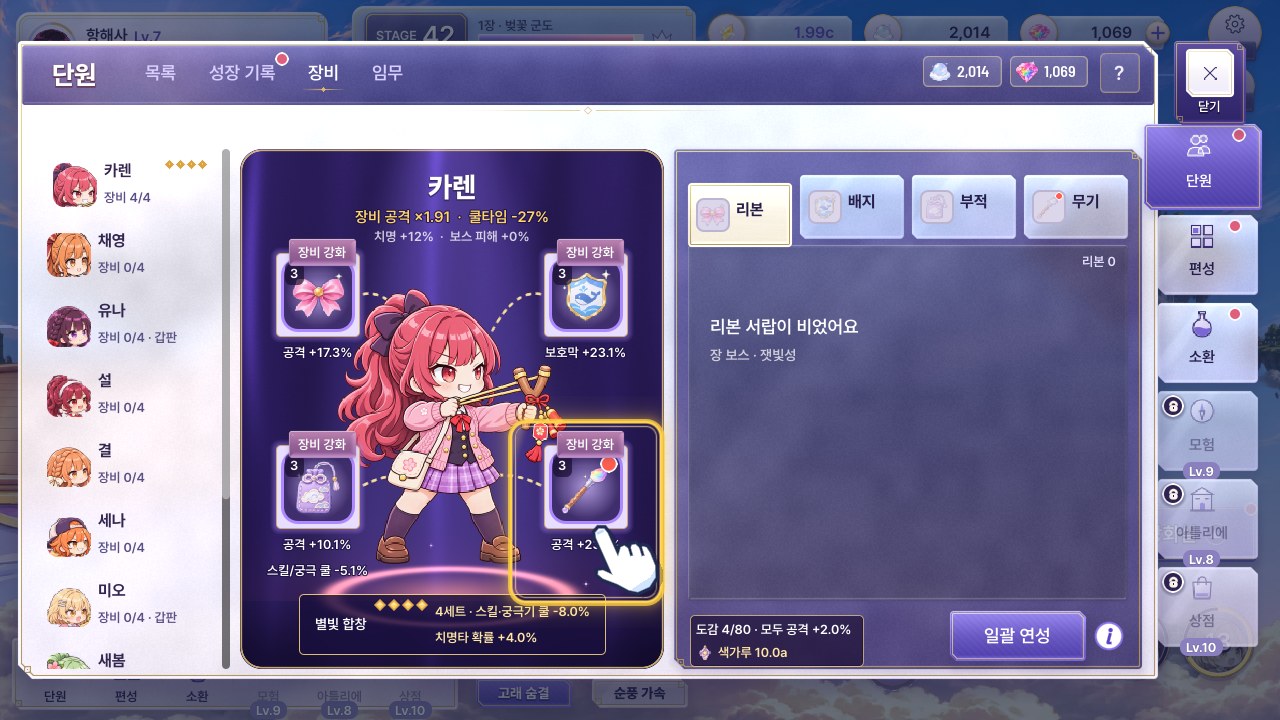 항해사 Lv.7
STAGE 42
1장 · 벚꽃 군도
1.99c
2,014
1,069
단원
목록
성장 기록
장비
임무
2,014
1,069
?
닫기
카렌
장비 4/4
채영
장비 0/4
유나
장비 0/4 · 갑판
설
장비 0/4
결
장비 0/4
세나
장비 0/4
미오
장비 0/4 · 갑판
새봄
카렌
장비 공격 ×1.91 · 쿨타임 -27%
치명 +12% · 보스 피해 +0%
장비 강화
3
공격 +17.3%
장비 강화
3
보호막 +23.1%
장비 강화
3
공격 +10.1%
스킬/궁극 쿨 -5.1%
장비 강화
3
공격
별빛 합창
4세트 · 스킬·궁극기 쿨 -8.0%
치명타 확률 +4.0%
리본
배지
부적
무기
리본 0
리본 서랍이 비었어요
장 보스 · 잿빛성
도감 4/80 · 모두 공격 +2.0%
색가루 10.0a
일괄 연성
i
단원
편성
소환
모험
Lv.9
아틀리에
Lv.8
상점
Lv.10
단원
편성
소환
모험
Lv.9
아틀리에
Lv.8
상점
Lv.10
고래 숨결
순풍 가속